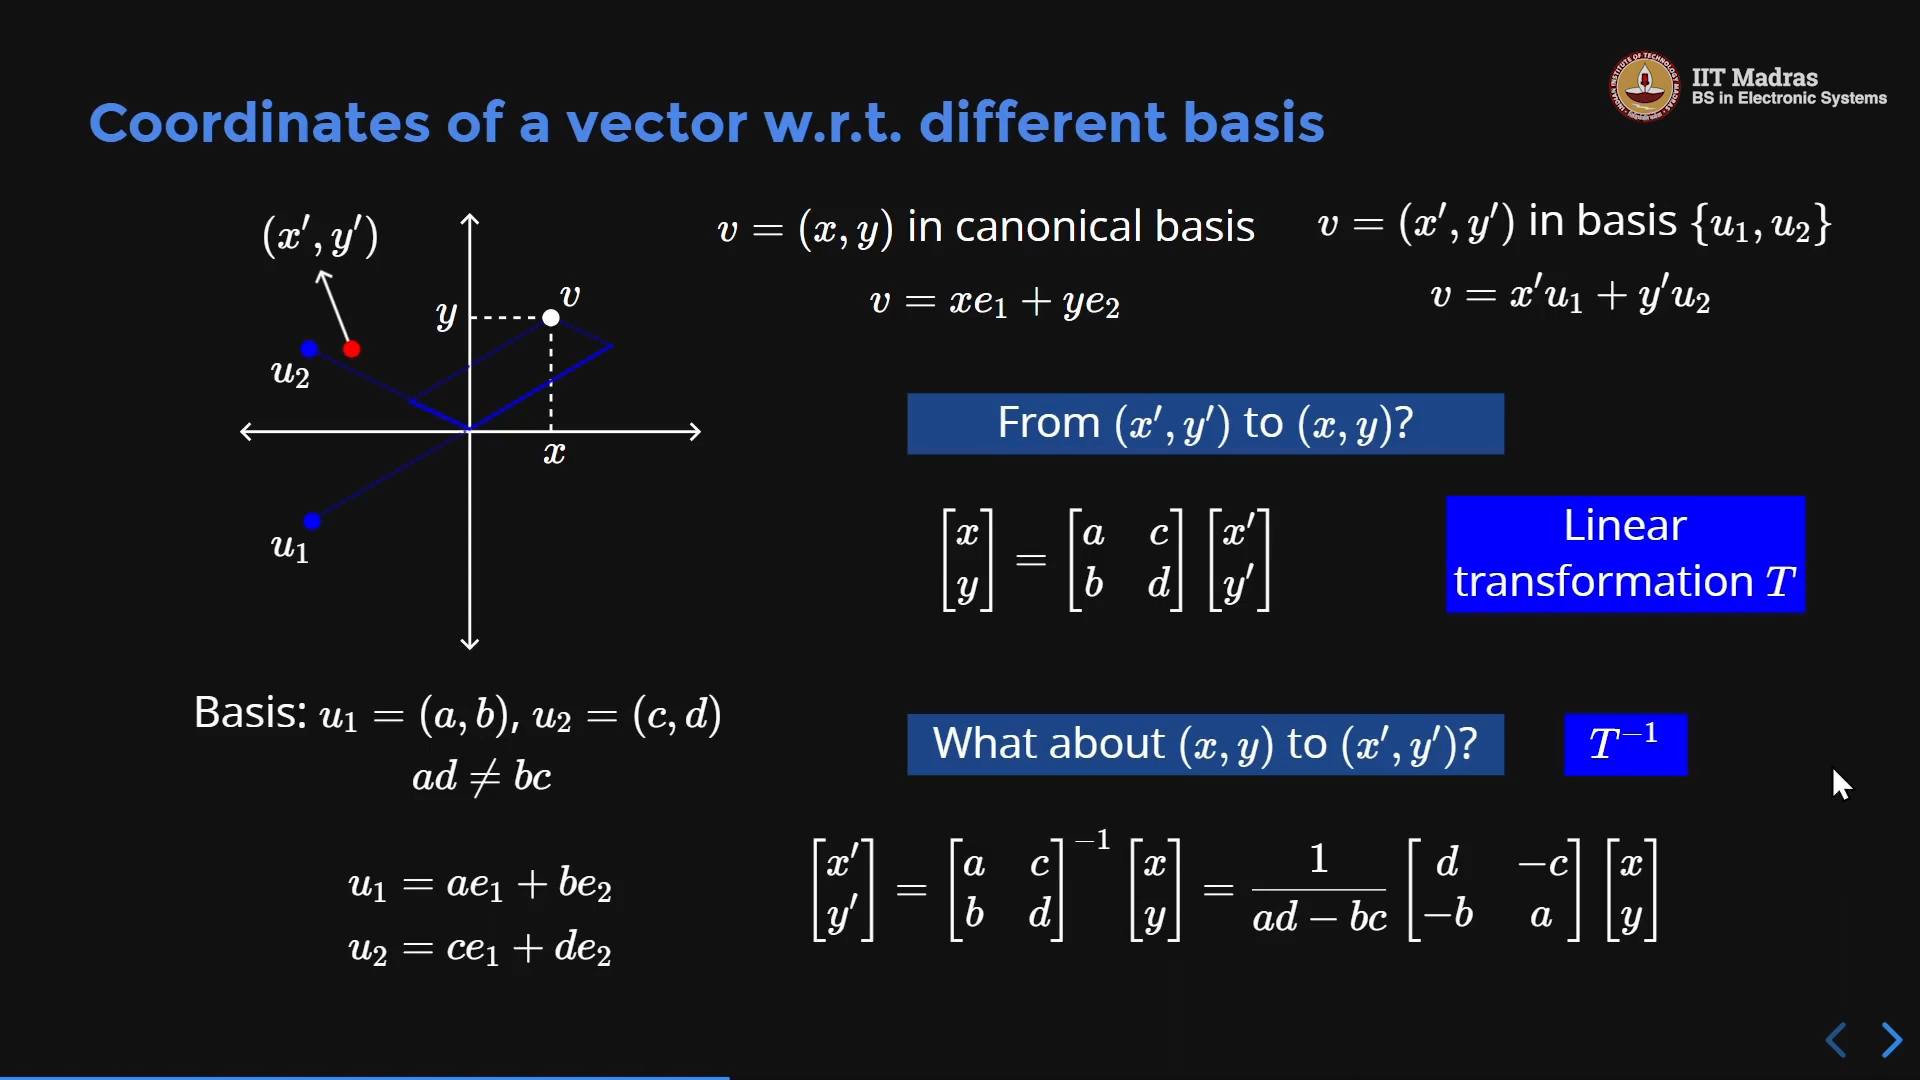 IIT Madras
BS in Electronic Systems
Coordinates of a vector w.r.t. different basis
(x′, y′)
y
v
x
u₂
u₁
v = (x, y) in canonical basis
v = xe₁ + ye₂
v = (x′, y′) in basis {u₁, u₂}
v = x′u₁ + y′u₂
From (x′, y′) to (x, y)?
[x y] = [a c b d] [x′ y′]
Linear
transformation T
Basis: u₁ = (a, b), u₂ = (c, d)
ad ≠ bc
u₁ = ae₁ + be₂
u₂ = ce₁ + de₂
What about (x, y) to (x′, y′)?
T⁻¹
[x′ y′] = [a c b d]⁻¹ [x y] = 1/(ad − bc) [d −c −b a] [x y]